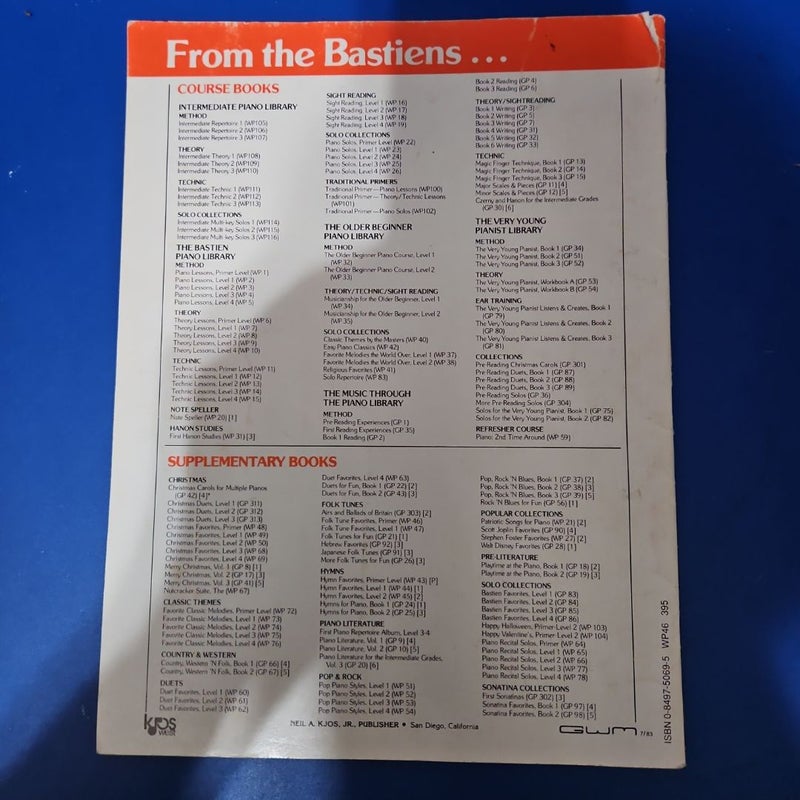 From the Bastiens ...
COURSE BOOKS
INTERMEDIATE PIANO LIBRARY
METHOD
Intermediate Repertoire 1 (WP105)
Intermediate Repertoire 2 (WP106)
Intermediate Repertoire 3 (WP107)
THEORY
Intermediate Theory 1 (WP108)
Intermediate Theory 2 (WP109)
Intermediate Theory 3 (WP110)
TECHNIC
Intermediate Technic 1 (WP111)
Intermediate Technic 2 (WP112)
Intermediate Technic 3 (WP113)
SOLO COLLECTIONS
Intermediate Multi-key Solos 1 (WP114)
Intermediate Multi-key Solos 2 (WP115)
Intermediate Multi-key Solos 3 (WP116)
THE BASTIEN
PIANO LIBRARY
METHOD
Piano Lessons, Primer Level (WP 1)
Piano Lessons, Level 1 (WP 2)
Piano Lessons, Level 2 (WP 3)
Piano Lessons, Level 3 (WP 4)
Piano Lessons, Level 4 (WP 5)
THEORY
Theory Lessons, Primer Level (WP 6)
Theory Lessons, Level 1 (WP 7)
Theory Lessons, Level 2 (WP 8)
Theory Lessons, Level 3 (WP 9)
Theory Lessons, Level 4 (WP 10)
TECHNIC
Technic Lessons, Primer Level (WP 11)
Technic Lessons, Level 1 (WP 12)
Technic Lessons, Level 2 (WP 13)
Technic Lessons, Level 3 (WP 14)
Technic Lessons, Level 4 (WP 15)
NOTE SPELLER
Note Speller (WP 20) [1]
HANON STUDIES
First Hanon Studies (WP 31) [3]
SIGHT READING
Sight Reading, Level 1 (WP 16)
Sight Reading, Level 2 (WP 17)
Sight Reading, Level 3 (WP 18)
Sight Reading, Level 4 (WP 19)
SOLO COLLECTIONS
Piano Solos, Primer Level (WP 22)
Piano Solos, Level 1 (WP 23)
Piano Solos, Level 2 (WP 24)
Piano Solos, Level 3 (WP 25)
Piano Solos, Level 4 (WP 26)
TRADITIONAL PRIMERS
Traditional Primer—Piano Lessons (WP100)
Traditional Primer—Theory/Technic Lessons
(WP101)
Traditional Primer—Piano Solos (WP102)
THE OLDER BEGINNER
PIANO LIBRARY
METHOD
The Older Beginner Piano Course, Level 1
(WP 32)
The Older Beginner Piano Course, Level 2
(WP 33)
THEORY/TECHNIC/SIGHT READING
Musicianship for the Older Beginner, Level 1
(WP 34)
Musicianship for the Older Beginner, Level 2
(WP 35)
SOLO COLLECTIONS
Classic Themes by the Masters (WP 40)
Easy Piano Classics (WP 42)
Favorite Melodies the World Over, Level 1 (WP 37)
Favorite Melodies the World Over, Level 2 (WP 38)
Religious Favorites (WP 41)
Solo Repertoire (WP 83)
THE MUSIC THROUGH
THE PIANO LIBRARY
METHOD
Pre Reading Experiences (GP 1)
First Reading Experiences (GP 35)
Book 1 Reading (GP 2)
Book 2 Reading (GP 4)
Book 3 Reading (GP 6)
THEORY/SIGHTREADING
Book 1 Writing (GP 3)
Book 2 Writing (GP 5)
Book 3 Writing (GP 7)
Book 4 Writing (GP 31)
Book 5 Writing (GP 32)
Book 6 Writing (GP 33)
TECHNIC
Magic Finger Technique, Book 1 (GP 13)
Magic Finger Technique, Book 2 (GP 14)
Magic Finger Technique, Book 3 (GP 15)
Major Scales & Pieces (GP 11) [4]
Minor Scales & Pieces (GP 12) [5]
Czerny and Hanon for the Intermediate Grades
(GP 30) [6]
THE VERY YOUNG
PIANIST LIBRARY
METHOD
The Very Young Pianist, Book 1 (GP 34)
The Very Young Pianist, Book 2 (GP 51)
The Very Young Pianist, Book 3 (GP 52)
THEORY
The Very Young Pianist, Workbook A (GP 53)
The Very Young Pianist, Workbook B (GP 54)
EAR TRAINING
The Very Young Pianist Listens & Creates, Book 1
(GP 79)
The Very Young Pianist Listens & Creates, Book 2
(GP 80)
The Very Young Pianist Listens & Creates, Book 3
(GP 81)
COLLECTIONS
Pre Reading Christmas Carols (GP 301)
Pre Reading Duets, Book 1 (GP 87)
Pre Reading Duets, Book 2 (GP 88)
Pre Reading Duets, Book 3 (GP 89)
Pre Reading Solos (GP 36)
More Pre Reading Solos (GP 304)
Solos for the Very Young Pianist, Book 1 (GP 75)
Solos for the Very Young Pianist, Book 2 (GP 82)
REFRESHER COURSE
Piano: 2nd Time Around (WP 59)
SUPPLEMENTARY BOOKS
CHRISTMAS
Christmas Carols for Multiple Pianos
(GP 42) [4]*
Christmas Duets, Level 1 (GP 311)
Christmas Duets, Level 2 (GP 312)
Christmas Duets, Level 3 (GP 313)
Christmas Favorites, Primer (WP 48)
Christmas Favorites, Level 1 (WP 49)
Christmas Favorites, Level 2 (WP 50)
Christmas Favorites, Level 3 (WP 68)
Christmas Favorites, Level 4 (WP 69)
Merry Christmas, Vol. 1 (GP 8) [1]
Merry Christmas, Vol. 2 (GP 17) [3]
Merry Christmas, Vol. 3 (GP 41) [5]
Nutcracker Suite, The (WP 67)
CLASSIC THEMES
Favorite Classic Melodies, Primer Level (WP 72)
Favorite Classic Melodies, Level 1 (WP 73)
Favorite Classic Melodies, Level 2 (WP 74)
Favorite Classic Melodies, Level 3 (WP 75)
Favorite Classic Melodies, Level 4 (WP 76)
COUNTRY & WESTERN
Country, Western 'N Folk, Book 1 (GP 66) [4]
Country, Western 'N Folk, Book 2 (GP 67) [5]
DUETS
Duet Favorites, Level 1 (WP 60)
Duet Favorites, Level 2 (WP 61)
Duet Favorites, Level 3 (WP 62)
Duet Favorites, Level 4 (WP 63)
Duets for Fun, Book 1 (GP 22) [2]
Duets for Fun, Book 2 (GP 43) [3]
FOLK TUNES
Airs and Ballads of Britain (GP 303) [2]
Folk Tune Favorites, Primer (WP 46)
Folk Tune Favorites, Level 1 (WP 47)
Folk Tunes for Fun (GP 21) [1]
Hebrew Favorites (GP 92) [3]
Japanese Folk Tunes (GP 91) [3]
More Folk Tunes for Fun (GP 26) [3]
HYMNS
Hymn Favorites, Primer Level (WP 43) [P]
Hymn Favorites, Level 1 (WP 44) [1]
Hymn Favorites, Level 2 (WP 45) [2]
Hymns for Piano, Book 1 (GP 24) [1]
Hymns for Piano, Book 2 (GP 25) [3]
PIANO LITERATURE
First Piano Repertoire Album, Level 3-4
Piano Literature, Vol. 1 (GP 9) [4]
Piano Literature, Vol. 2 (GP 10) [5]
Piano Literature for the Intermediate Grades,
Vol. 3 (GP 20) [6]
POP & ROCK
Pop Piano Styles, Level 1 (WP 51)
Pop Piano Styles, Level 2 (WP 52)
Pop Piano Styles, Level 3 (WP 53)
Pop Piano Styles, Level 4 (WP 54)
Pop, Rock 'N Blues, Book 1 (GP 37) [2]
Pop, Rock 'N Blues, Book 2 (GP 38) [3]
Pop, Rock 'N Blues, Book 3 (GP 39) [5]
Rock 'N Blues for Fun (GP 56) [1]
POPULAR COLLECTIONS
Patriotic Songs for Piano (WP 21) [2]
Scott Joplin Favorites (GP 90) [4]
Stephen Foster Favorites (WP 27) [2]
Walt Disney Favorites (GP 28) [1]
PRE-LITERATURE
Playtime at the Piano, Book 1 (GP 18) [2]
Playtime at the Piano, Book 2 (GP 19) [3]
SOLO COLLECTIONS
Bastien Favorites, Level 1 (GP 83)
Bastien Favorites, Level 2 (GP 84)
Bastien Favorites, Level 3 (GP 85)
Bastien Favorites, Level 4 (GP 86)
Happy Halloween, Primer-Level 2 (WP 103)
Happy Valentine's, Primer-Level 2 (WP 104)
Piano Recital Solos, Primer (WP 64)
Piano Recital Solos, Level 1 (WP 65)
Piano Recital Solos, Level 2 (WP 66)
Piano Recital Solos, Level 3 (WP 77)
Piano Recital Solos, Level 4 (WP 78)
SONATINA COLLECTIONS
First Sonatinas (GP 302) [3]
Sonatina Favorites, Book 1 (GP 97) [4]
Sonatina Favorites, Book 2 (GP 98) [5]
KJOS WEST
NEIL A. KJOS, JR., PUBLISHER • San Diego, California
GWM 7/83
ISBN 0-8497-5069-5 WP46 395